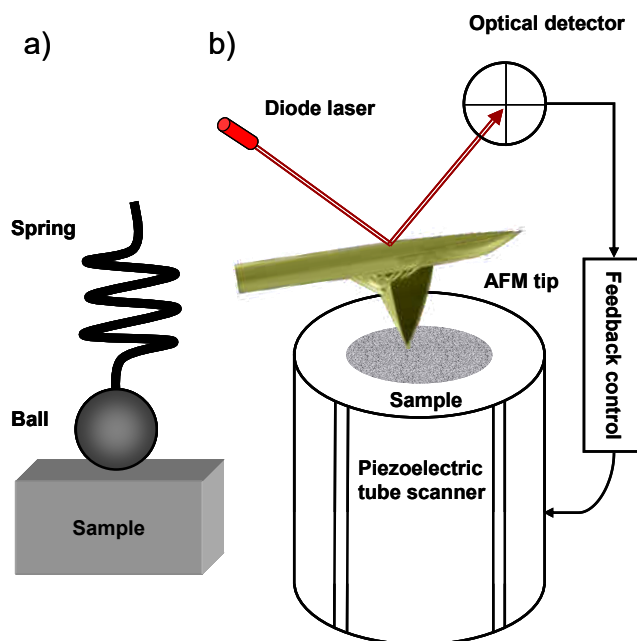 a)
b)
Optical detector
Diode laser
Spring
AFM tip
Feedback control
Sample
Ball
Piezoelectric
tube scanner
Sample